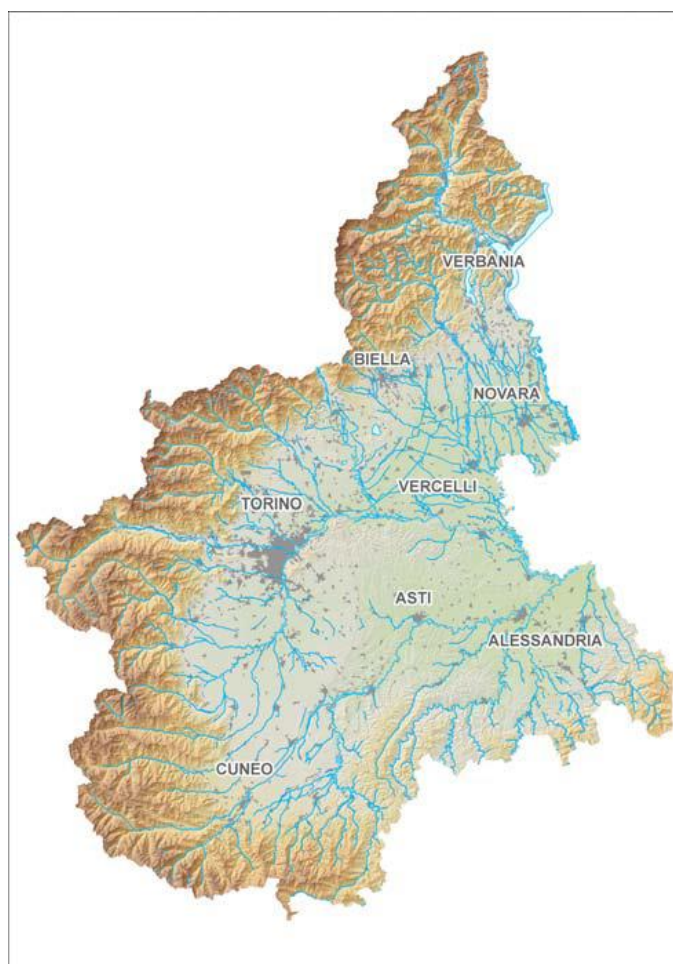 VERBANIA
BIELLA
NOVARA
VERCELLI
TORINO
ASTI
ALESSANDRIA
CUNEO